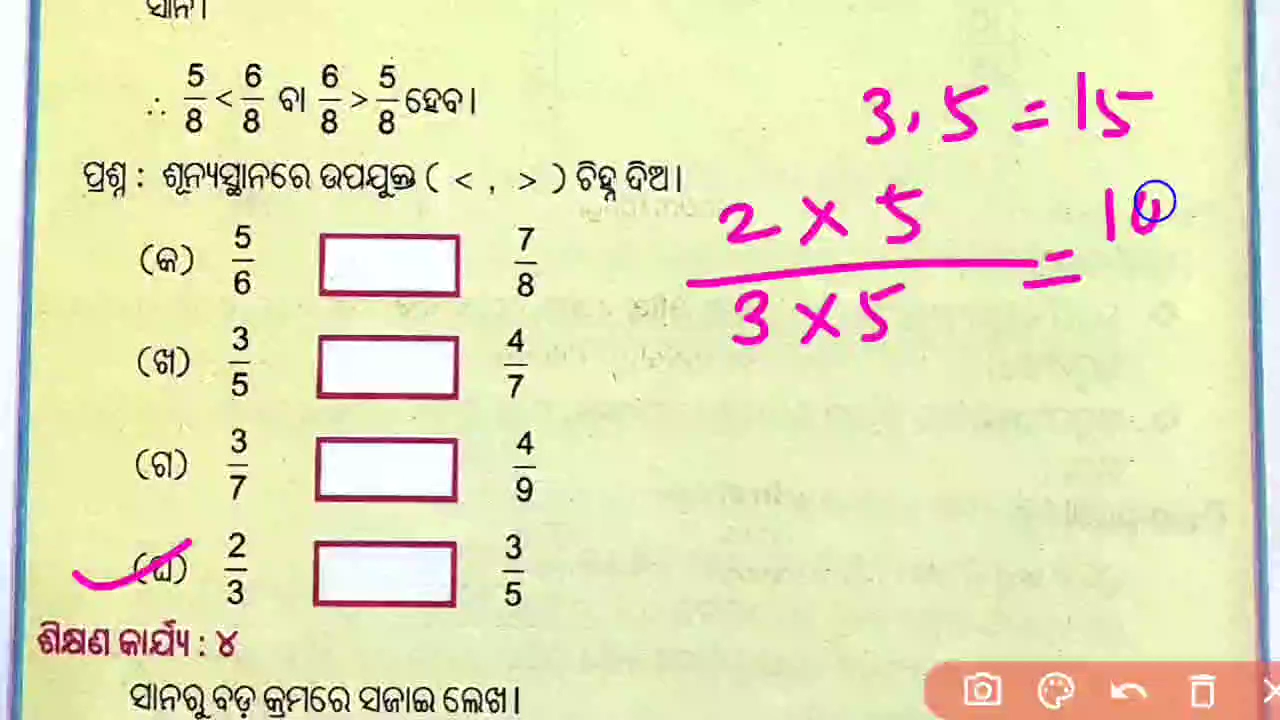 ସାନ।
∴ 5/8 < 6/8 ବା 6/8 > 5/8 ହେବ।
ପ୍ରଶ୍ନ : ଶୂନ୍ୟସ୍ଥାନରେ ଉପଯୁକ୍ତ ( < , > ) ଚିହ୍ନ ଦିଅ।
(କ) 5/6 7/8
(ଖ) 3/5 4/7
(ଗ) 3/7 4/9
(ଘ) 2/3 3/5
ଶିକ୍ଷଣ କାର୍ଯ୍ୟ : ୪
ସାନରୁ ବଡ଼ କ୍ରମରେ ସଜାଇ ଲେଖ।
3, 5 = 15
2 × 5 / 3 × 5 = 10